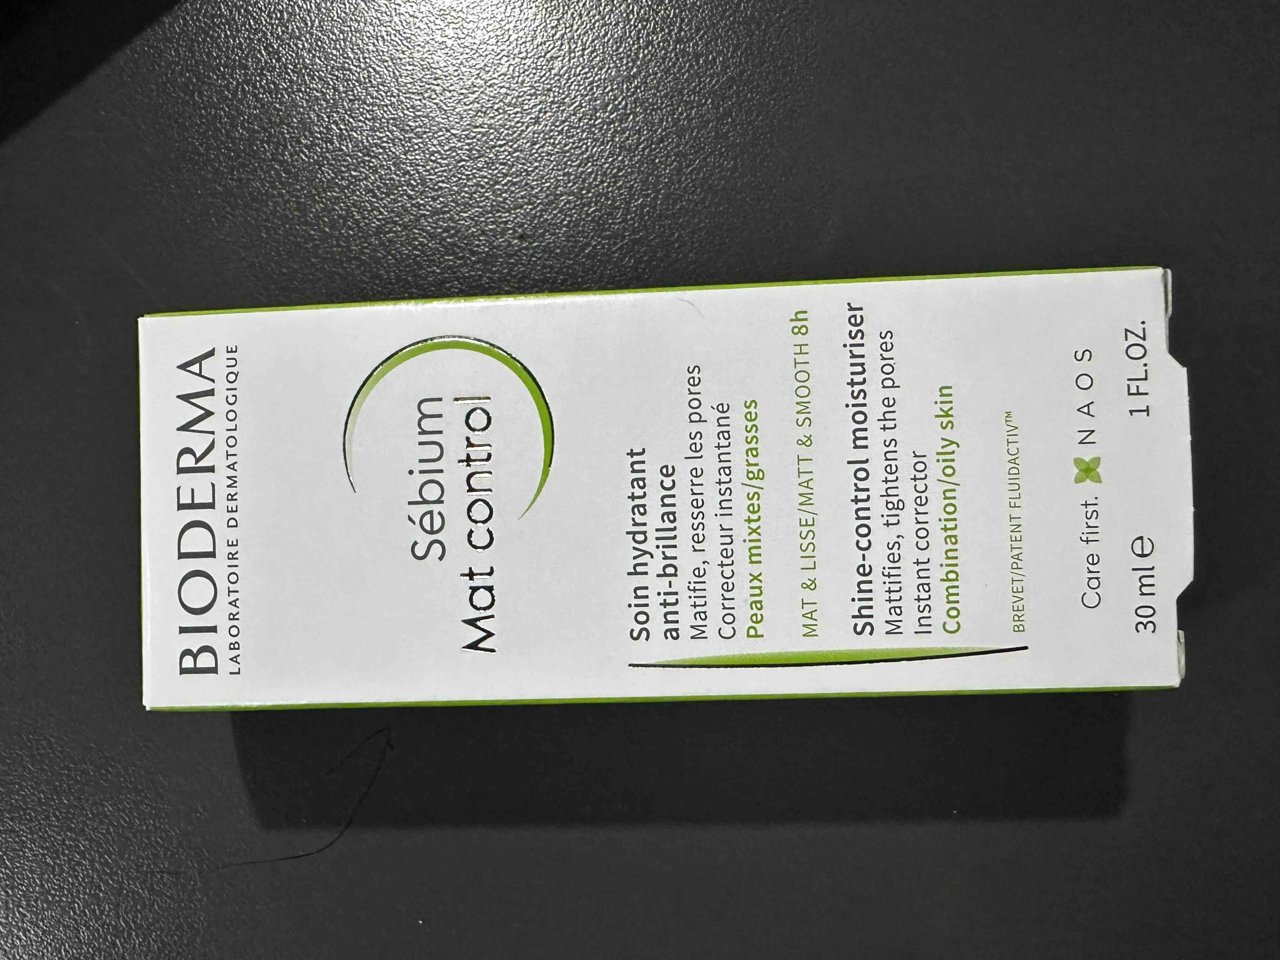 BIODERMA
LABORATOIRE DERMATOLOGIQUE
Sébium
Mat control
Soin hydratant
anti-brillance
Matifie, resserre les pores
Correcteur instantané
Peaux mixtes/grasses
MAT & LISSE/MATT & SMOOTH 8h
Shine-control moisturiser
Mattifies, tightens the pores
Instant corrector
Combination/oily skin
BREVET/PATENT FLUIDACTIV™
Care first. NAOS
30 ml e 1 FL.OZ.